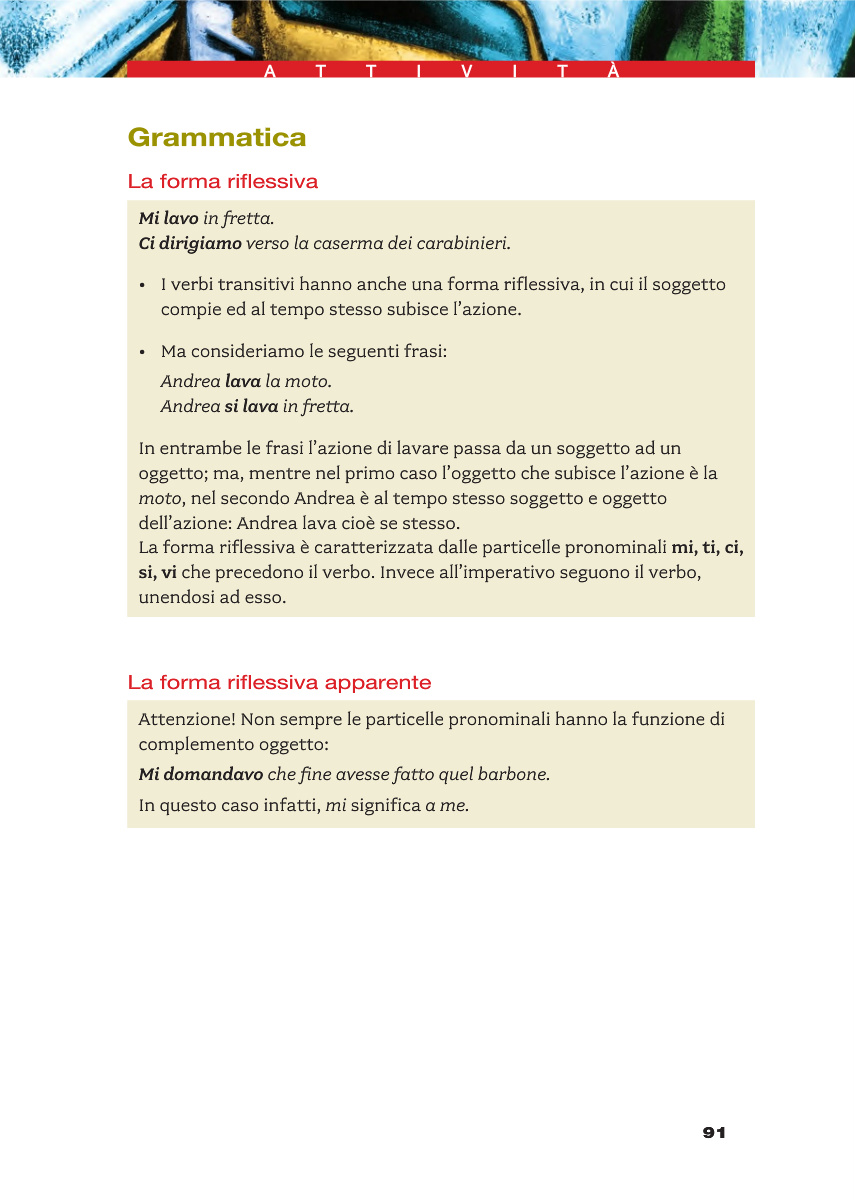 ATTIVITÀ
Grammatica
La forma riflessiva
Mi lavo in fretta.
Ci dirigiamo verso la caserma dei carabinieri.
• I verbi transitivi hanno anche una forma riflessiva, in cui il soggetto
compie ed al tempo stesso subisce l’azione.
• Ma consideriamo le seguenti frasi:
Andrea lava la moto.
Andrea si lava in fretta.
In entrambe le frasi l’azione di lavare passa da un soggetto ad un
oggetto; ma, mentre nel primo caso l’oggetto che subisce l’azione è la
moto, nel secondo Andrea è al tempo stesso soggetto e oggetto
dell’azione: Andrea lava cioè se stesso.
La forma riflessiva è caratterizzata dalle particelle pronominali mi, ti, ci,
si, vi che precedono il verbo. Invece all’imperativo seguono il verbo,
unendosi ad esso.
La forma riflessiva apparente
Attenzione! Non sempre le particelle pronominali hanno la funzione di
complemento oggetto:
Mi domandavo che fine avesse fatto quel barbone.
In questo caso infatti, mi significa a me.
91